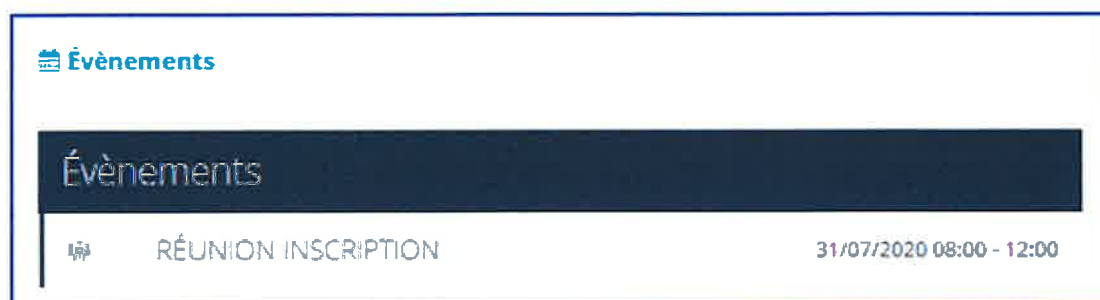 Évènements
Évènements
RÉUNION INSCRIPTION 31/07/2020 08:00 - 12:00